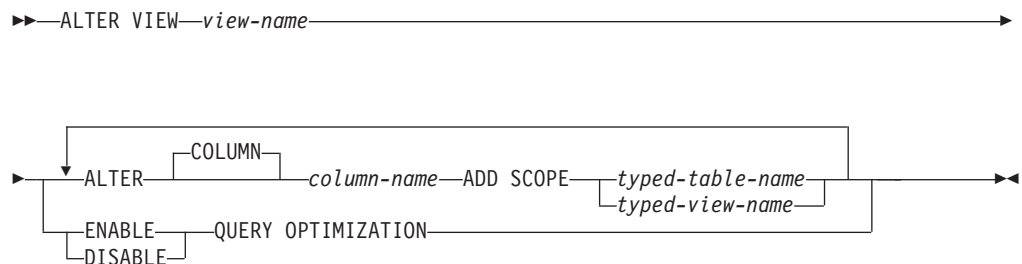 ALTER VIEW view-name
COLUMN
ALTER column-name ADD SCOPE typed-table-name
typed-view-name
ENABLE QUERY OPTIMIZATION
DISABLE